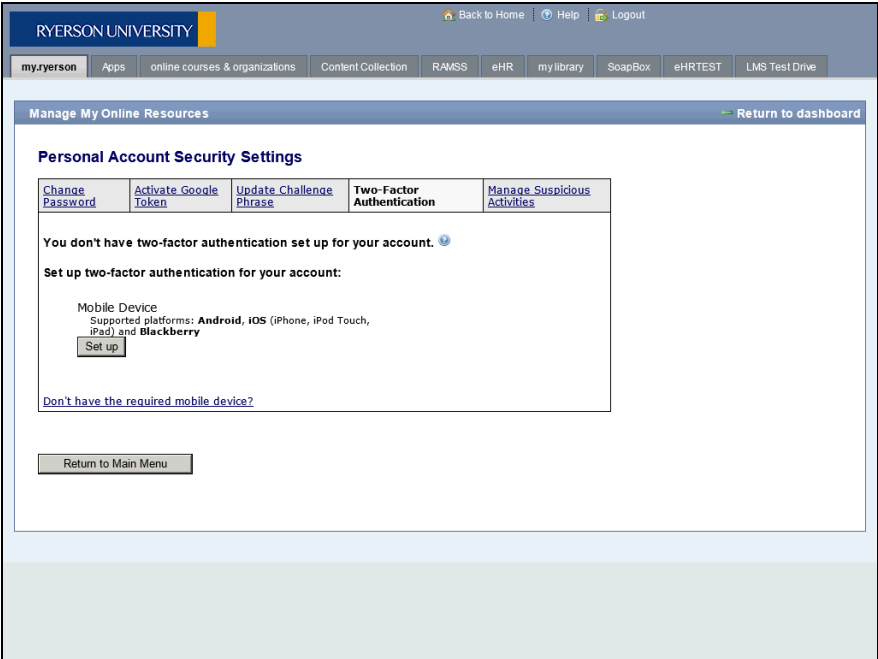 Back to Home Help Logout
RYERSON UNIVERSITY
my.ryerson Apps online courses & organizations Content Collection RAMSS eHR my library SoapBox eHRTEST LMS Test Drive
Manage My Online Resources Return to dashboard
Personal Account Security Settings
Change Password Activate Google Token Update Challenge Phrase Two-Factor Authentication Manage Suspicious Activities
You don't have two-factor authentication set up for your account. ?
Set up two-factor authentication for your account:
Mobile Device
Supported platforms: Android, iOS (iPhone, iPod Touch,
iPad) and Blackberry
Set up
Don't have the required mobile device?
Return to Main Menu